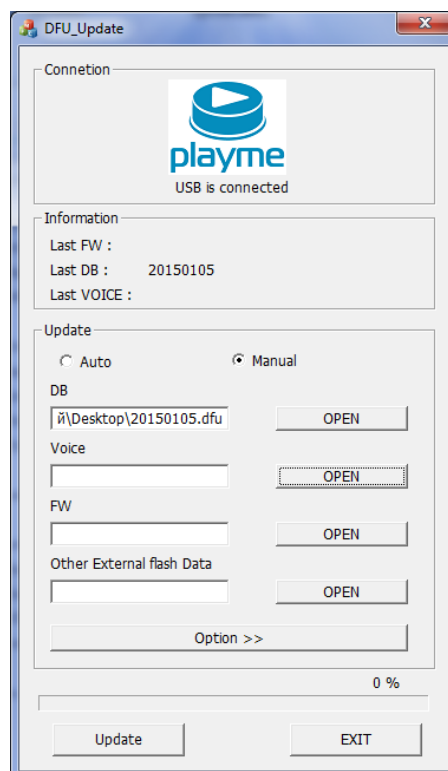 DFU_Update
Connetion
playme
USB is connected
Information
Last FW :
Last DB : 20150105
Last VOICE :
Update
Auto Manual
DB
й\Desktop\20150105.dfu OPEN
Voice
OPEN
FW
OPEN
Other External flash Data
OPEN
Option >>
0 %
Update EXIT